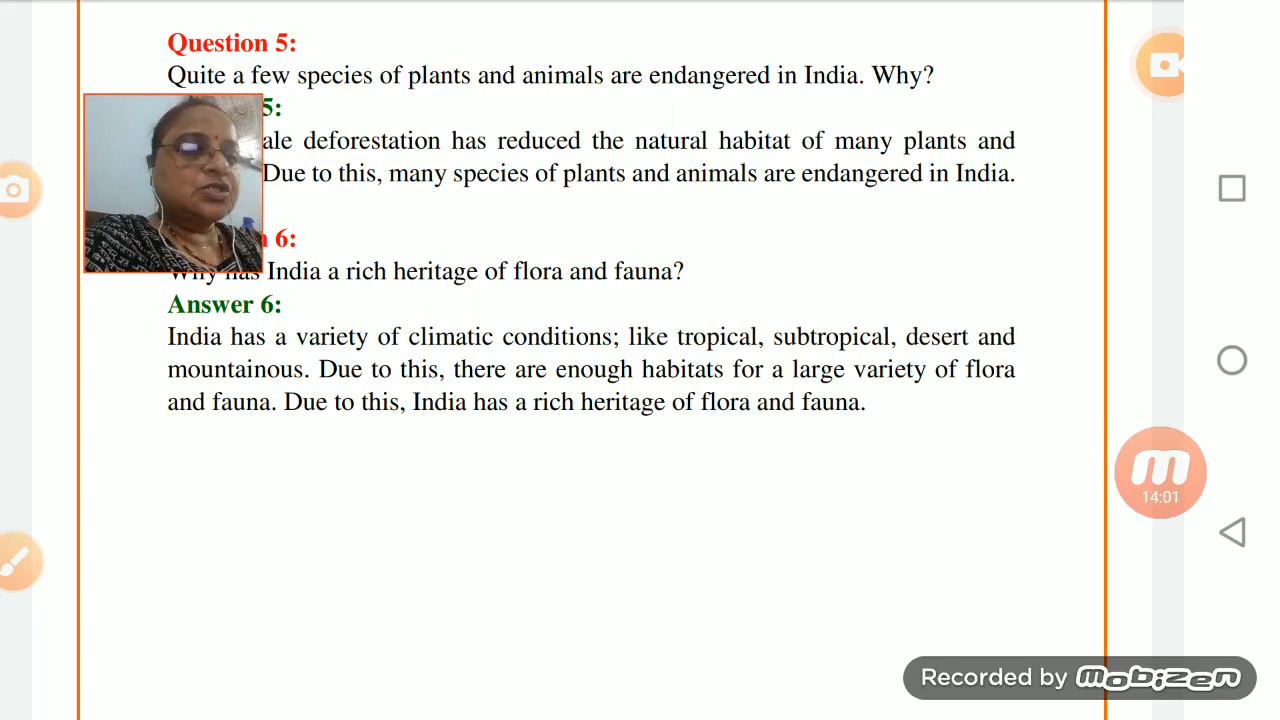 Question 5:
Quite a few species of plants and animals are endangered in India. Why?
5:
ale deforestation has reduced the natural habitat of many plants and
Due to this, many species of plants and animals are endangered in India.
6:
Why has India a rich heritage of flora and fauna?
Answer 6:
India has a variety of climatic conditions; like tropical, subtropical, desert and
mountainous. Due to this, there are enough habitats for a large variety of flora
and fauna. Due to this, India has a rich heritage of flora and fauna.
14:01
Recorded by Mobizen